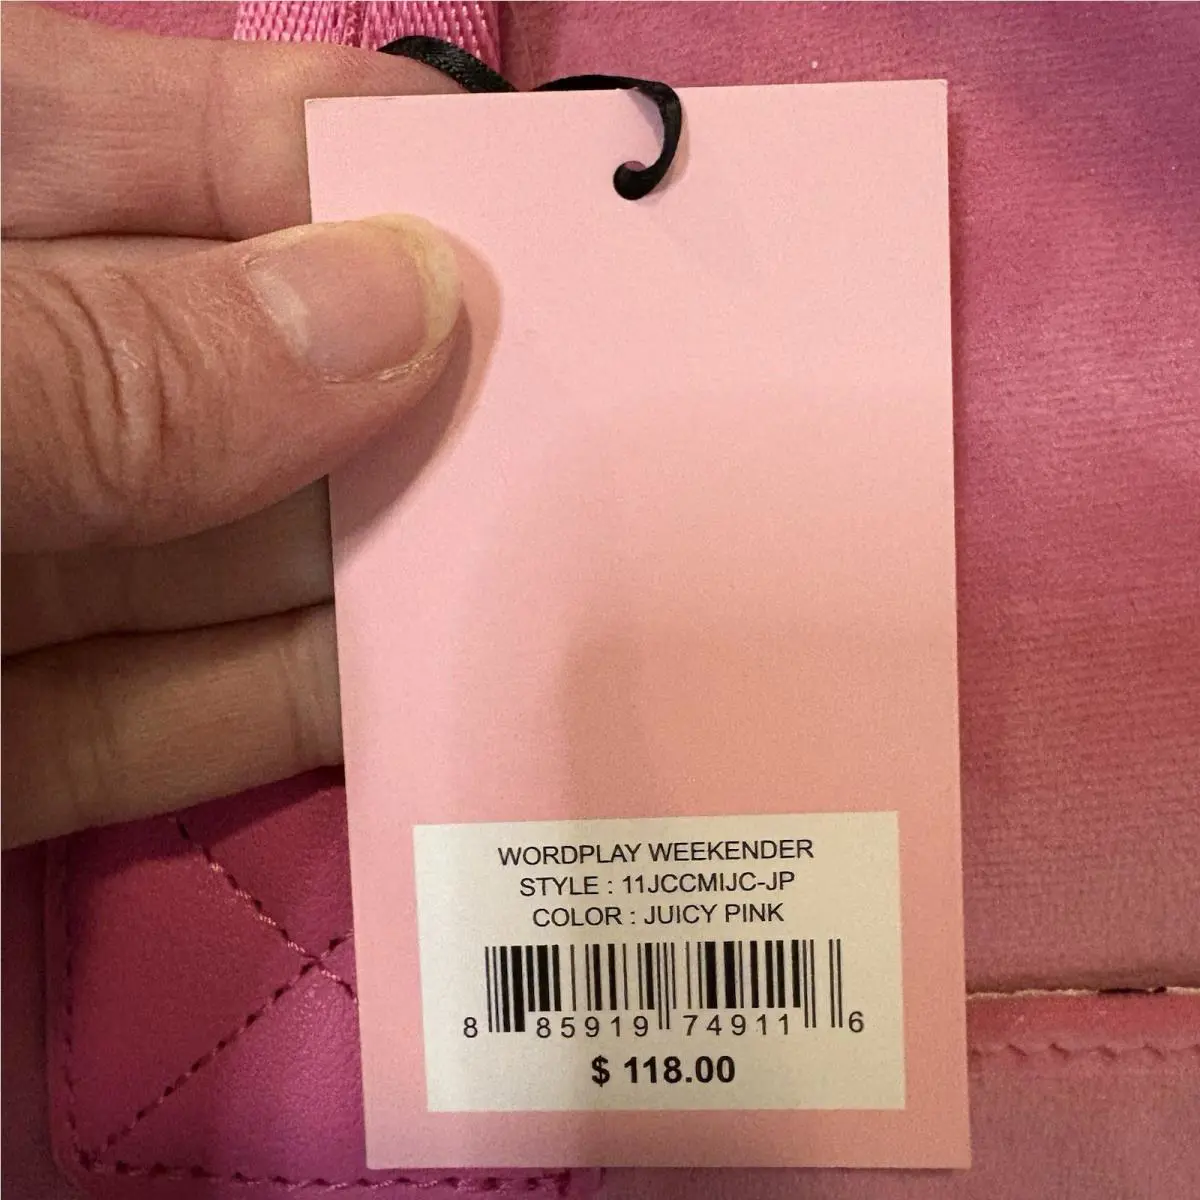 WORDPLAY WEEKENDER
STYLE : 11JCCMIJC-JP
COLOR : JUICY PINK
8 85919 74911 6
$ 118.00